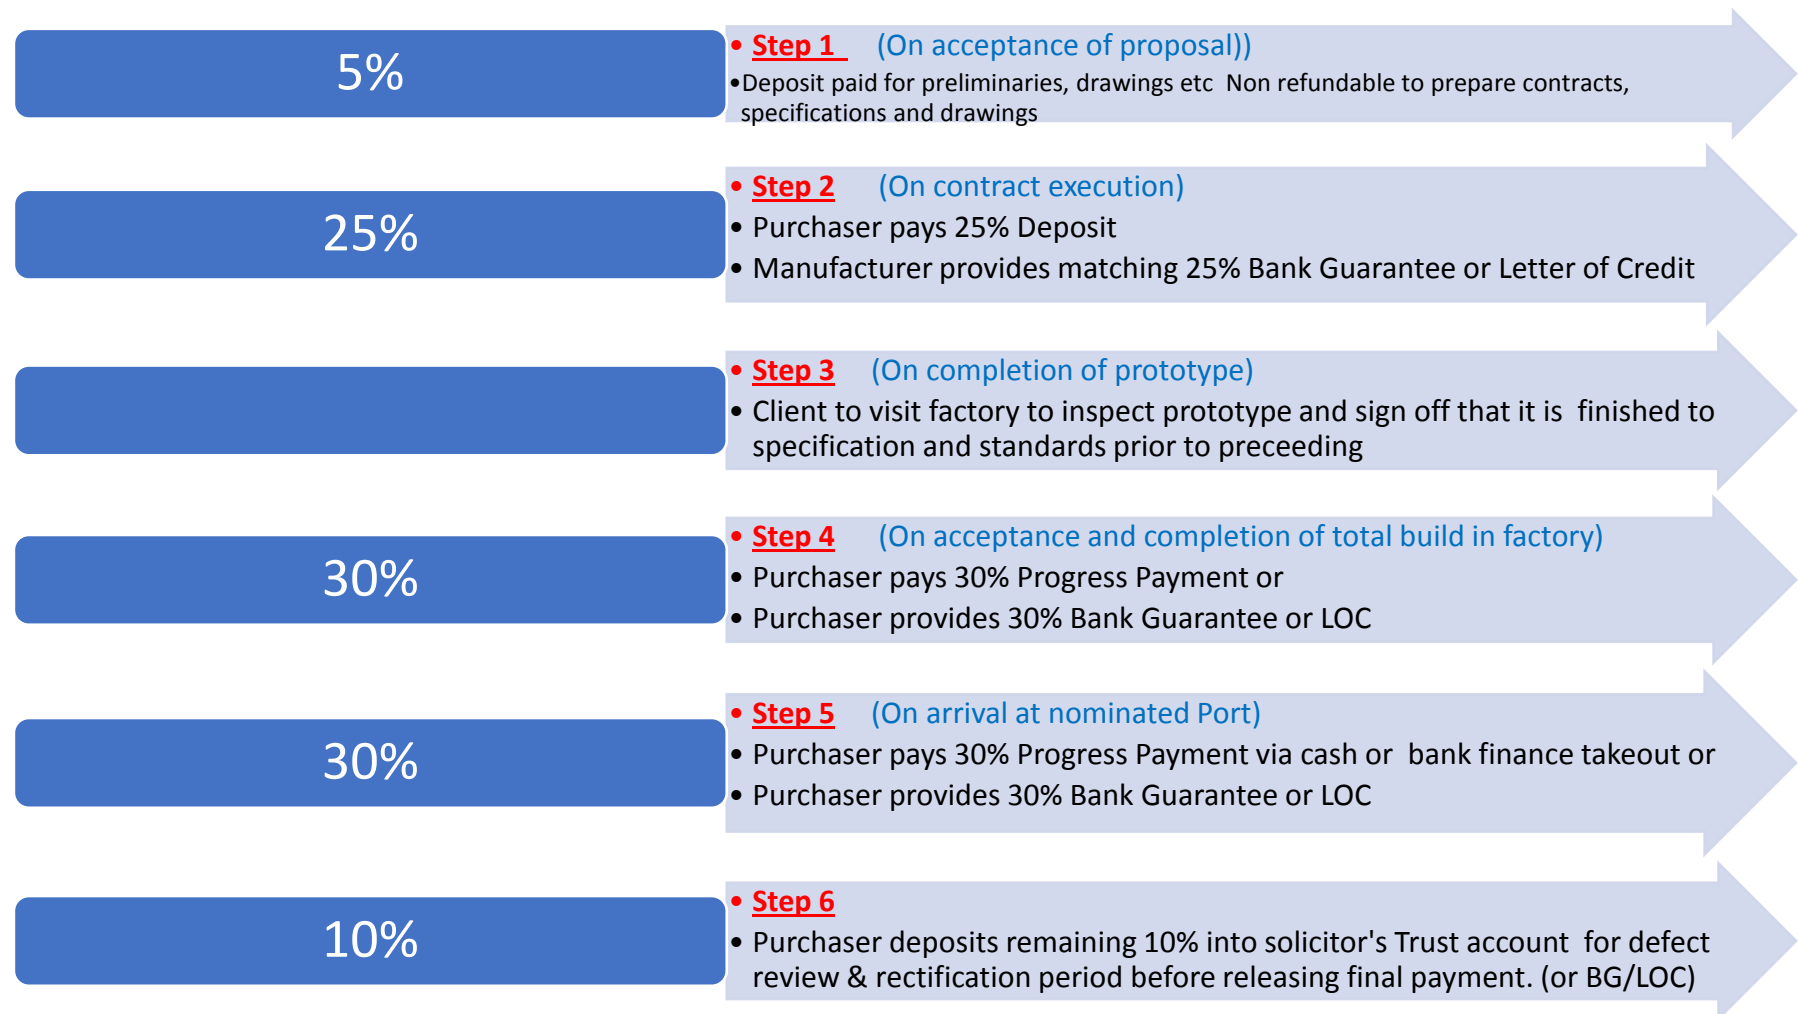 5%
• Step 1 (On acceptance of proposal))
•Deposit paid for preliminaries, drawings etc Non refundable to prepare contracts,
specifications and drawings
25%
• Step 2 (On contract execution)
• Purchaser pays 25% Deposit
• Manufacturer provides matching 25% Bank Guarantee or Letter of Credit
• Step 3 (On completion of prototype)
• Client to visit factory to inspect prototype and sign off that it is finished to
specification and standards prior to preceeding
30%
• Step 4 (On acceptance and completion of total build in factory)
• Purchaser pays 30% Progress Payment or
• Purchaser provides 30% Bank Guarantee or LOC
30%
• Step 5 (On arrival at nominated Port)
• Purchaser pays 30% Progress Payment via cash or bank finance takeout or
• Purchaser provides 30% Bank Guarantee or LOC
10%
• Step 6
• Purchaser deposits remaining 10% into solicitor's Trust account for defect
review & rectification period before releasing final payment. (or BG/LOC)